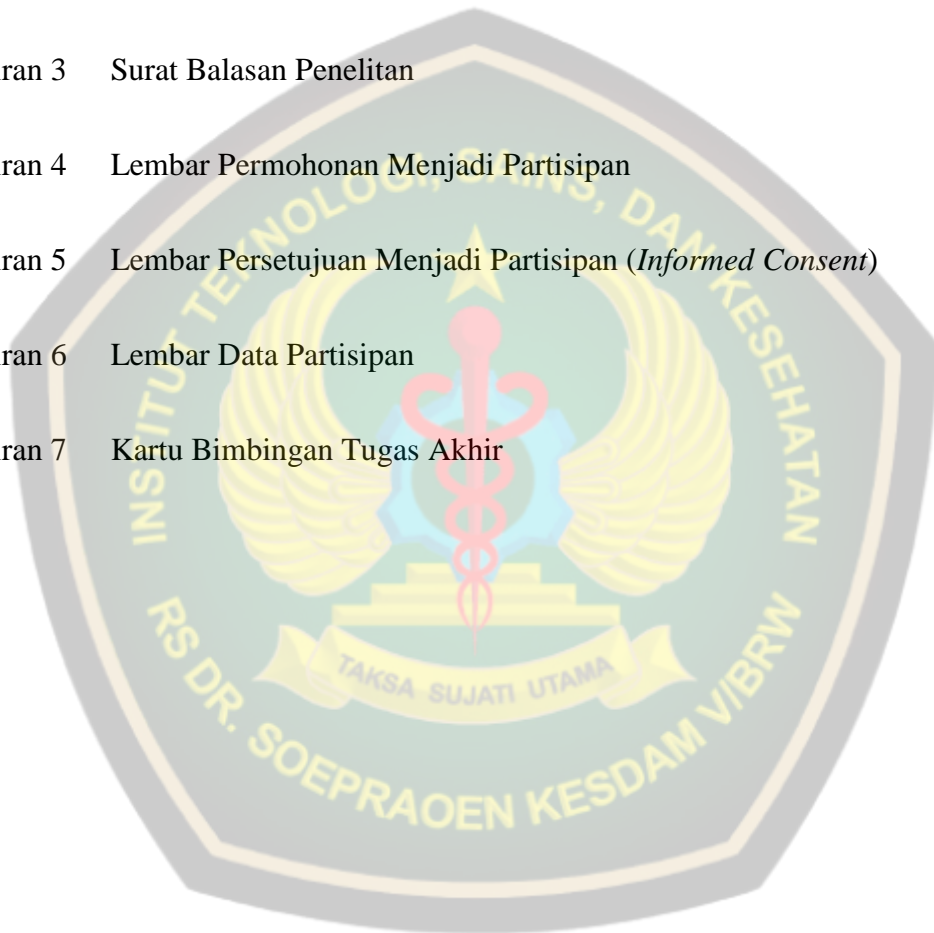 ran 3 Surat Balasan Penelitan
ran 4 Lembar Permohonan Menjadi Partisipan
ran 5 Lembar Persetujuan Menjadi Partisipan (Informed Consent)
ran 6 Lembar Data Partisipan
ran 7 Kartu Bimbingan Tugas Akhir
INSTITUT TEKNOLOGI, SAINS, DAN KESEHATAN
TAKSA SUJATI UTAMA
RS DR. SOEPRAOEN KESDAM V/BRW